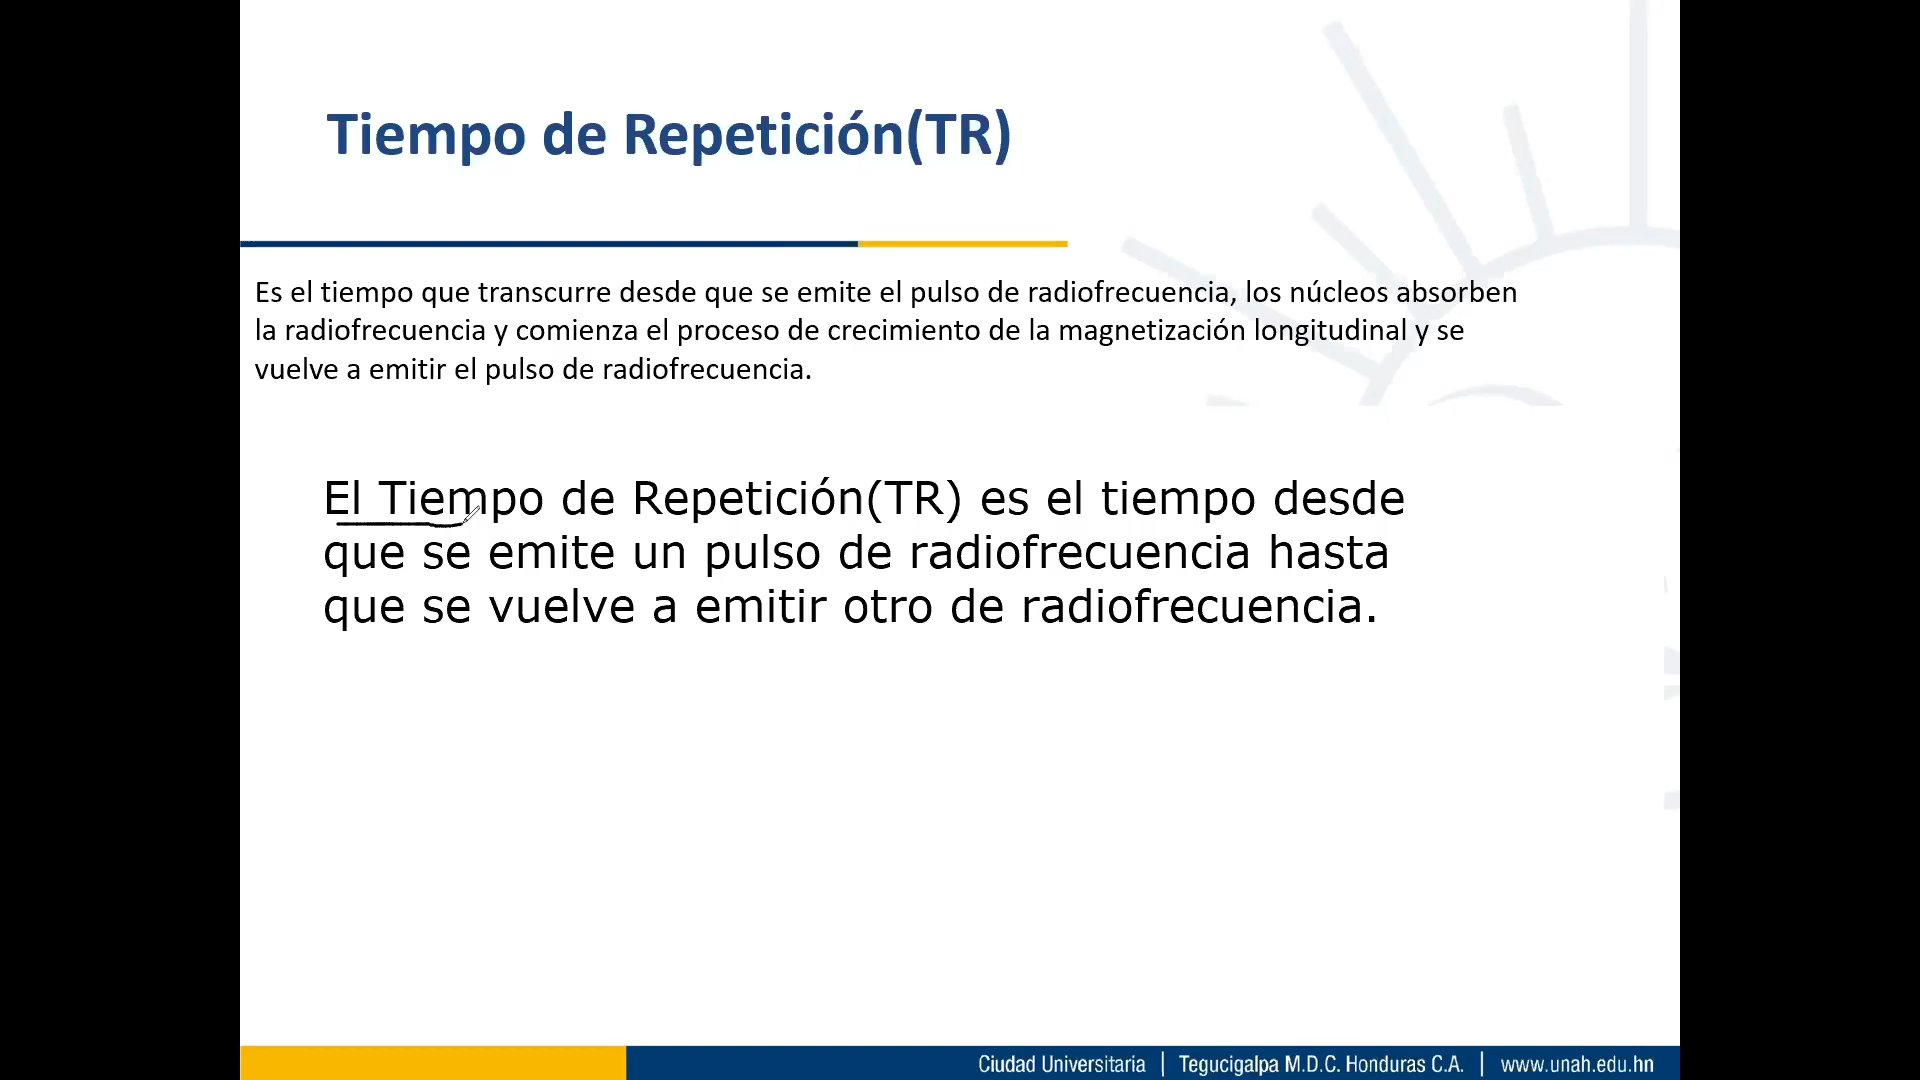 Tiempo de Repetición(TR)
Es el tiempo que transcurre desde que se emite el pulso de radiofrecuencia, los núcleos absorben
la radiofrecuencia y comienza el proceso de crecimiento de la magnetización longitudinal y se
vuelve a emitir el pulso de radiofrecuencia.
El Tiempo de Repetición(TR) es el tiempo desde
que se emite un pulso de radiofrecuencia hasta
que se vuelve a emitir otro de radiofrecuencia.
Ciudad Universitaria | Tegucigalpa M.D.C. Honduras C.A. | www.unah.edu.hn